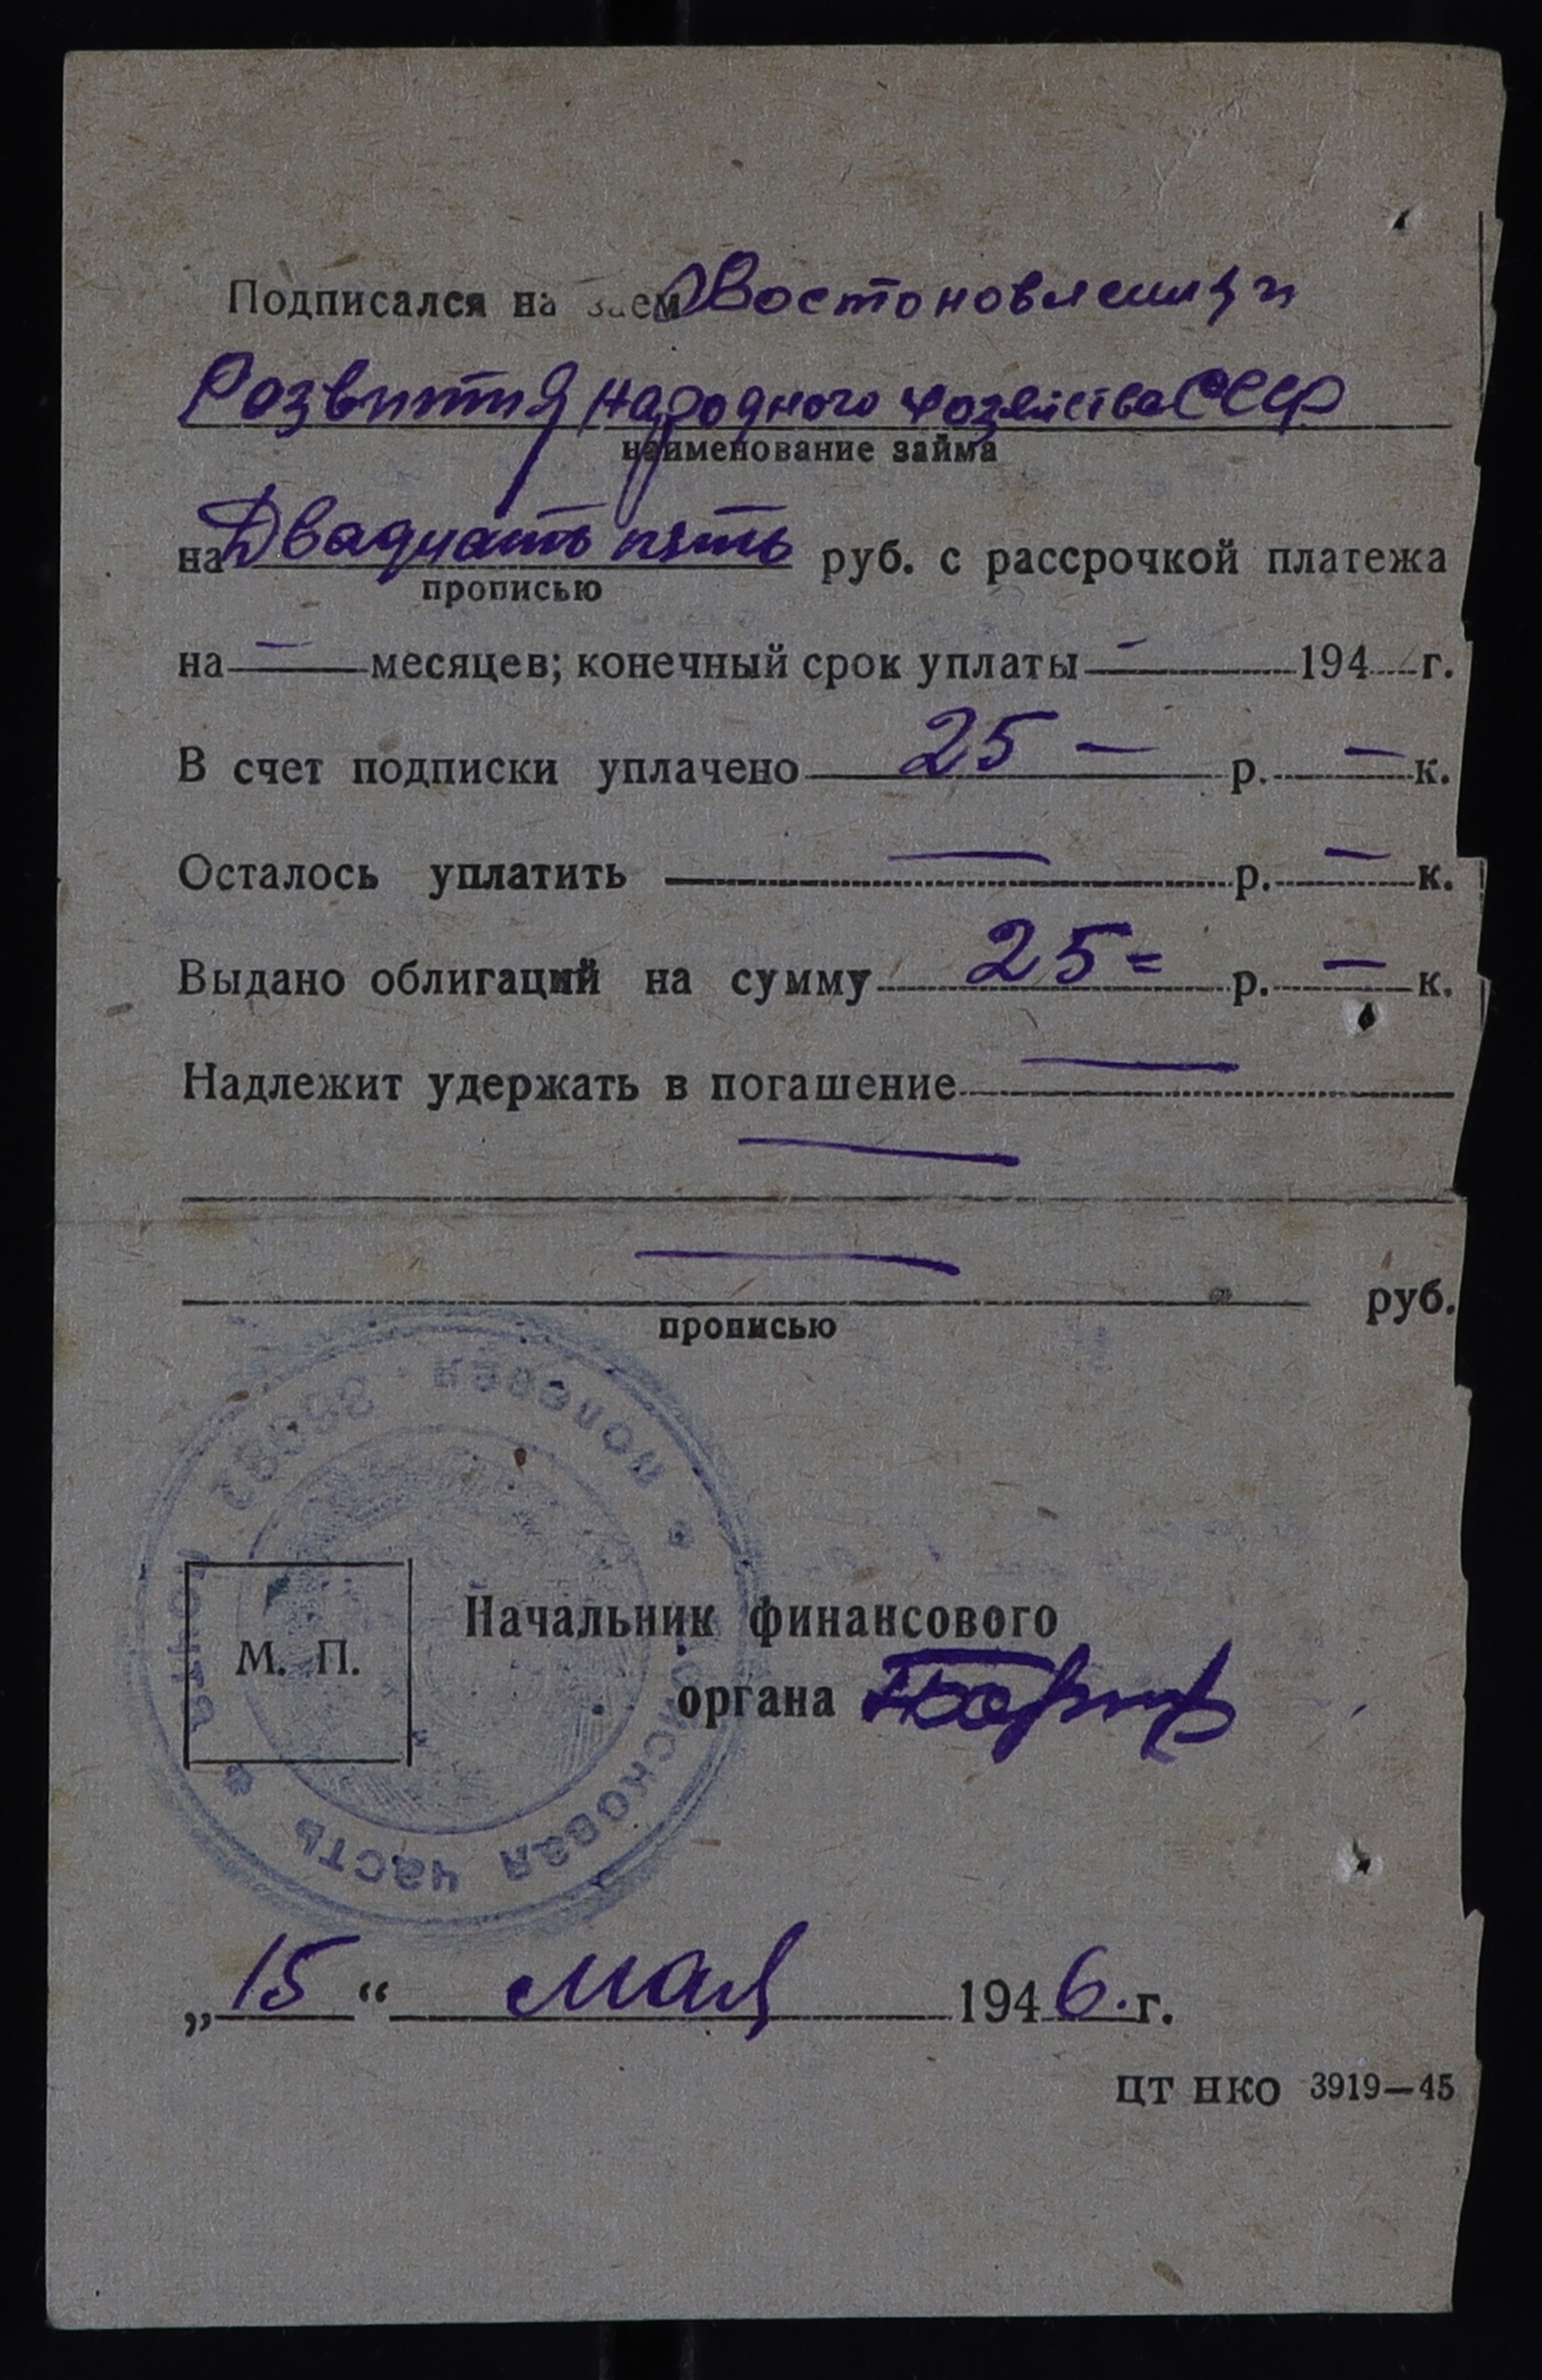 Подписался на заем Востоновления и
Розвития народного хозяйства СССР
наименование займа
на Двадцать пять руб. с рассрочкой платежа
прописью
на — месяцев; конечный срок уплаты — 194 г.
В счет подписки уплачено 25 — р. — к.
Осталось уплатить — р. — к.
Выдано облигаций на сумму 25 = р. — к.
Надлежит удержать в погашение —
—
— руб.
прописью
полевая
войсковая часть
М. П.
Начальник финансового
органа
„15“ мая 1946. г.
ЦТ НКО 3919—45